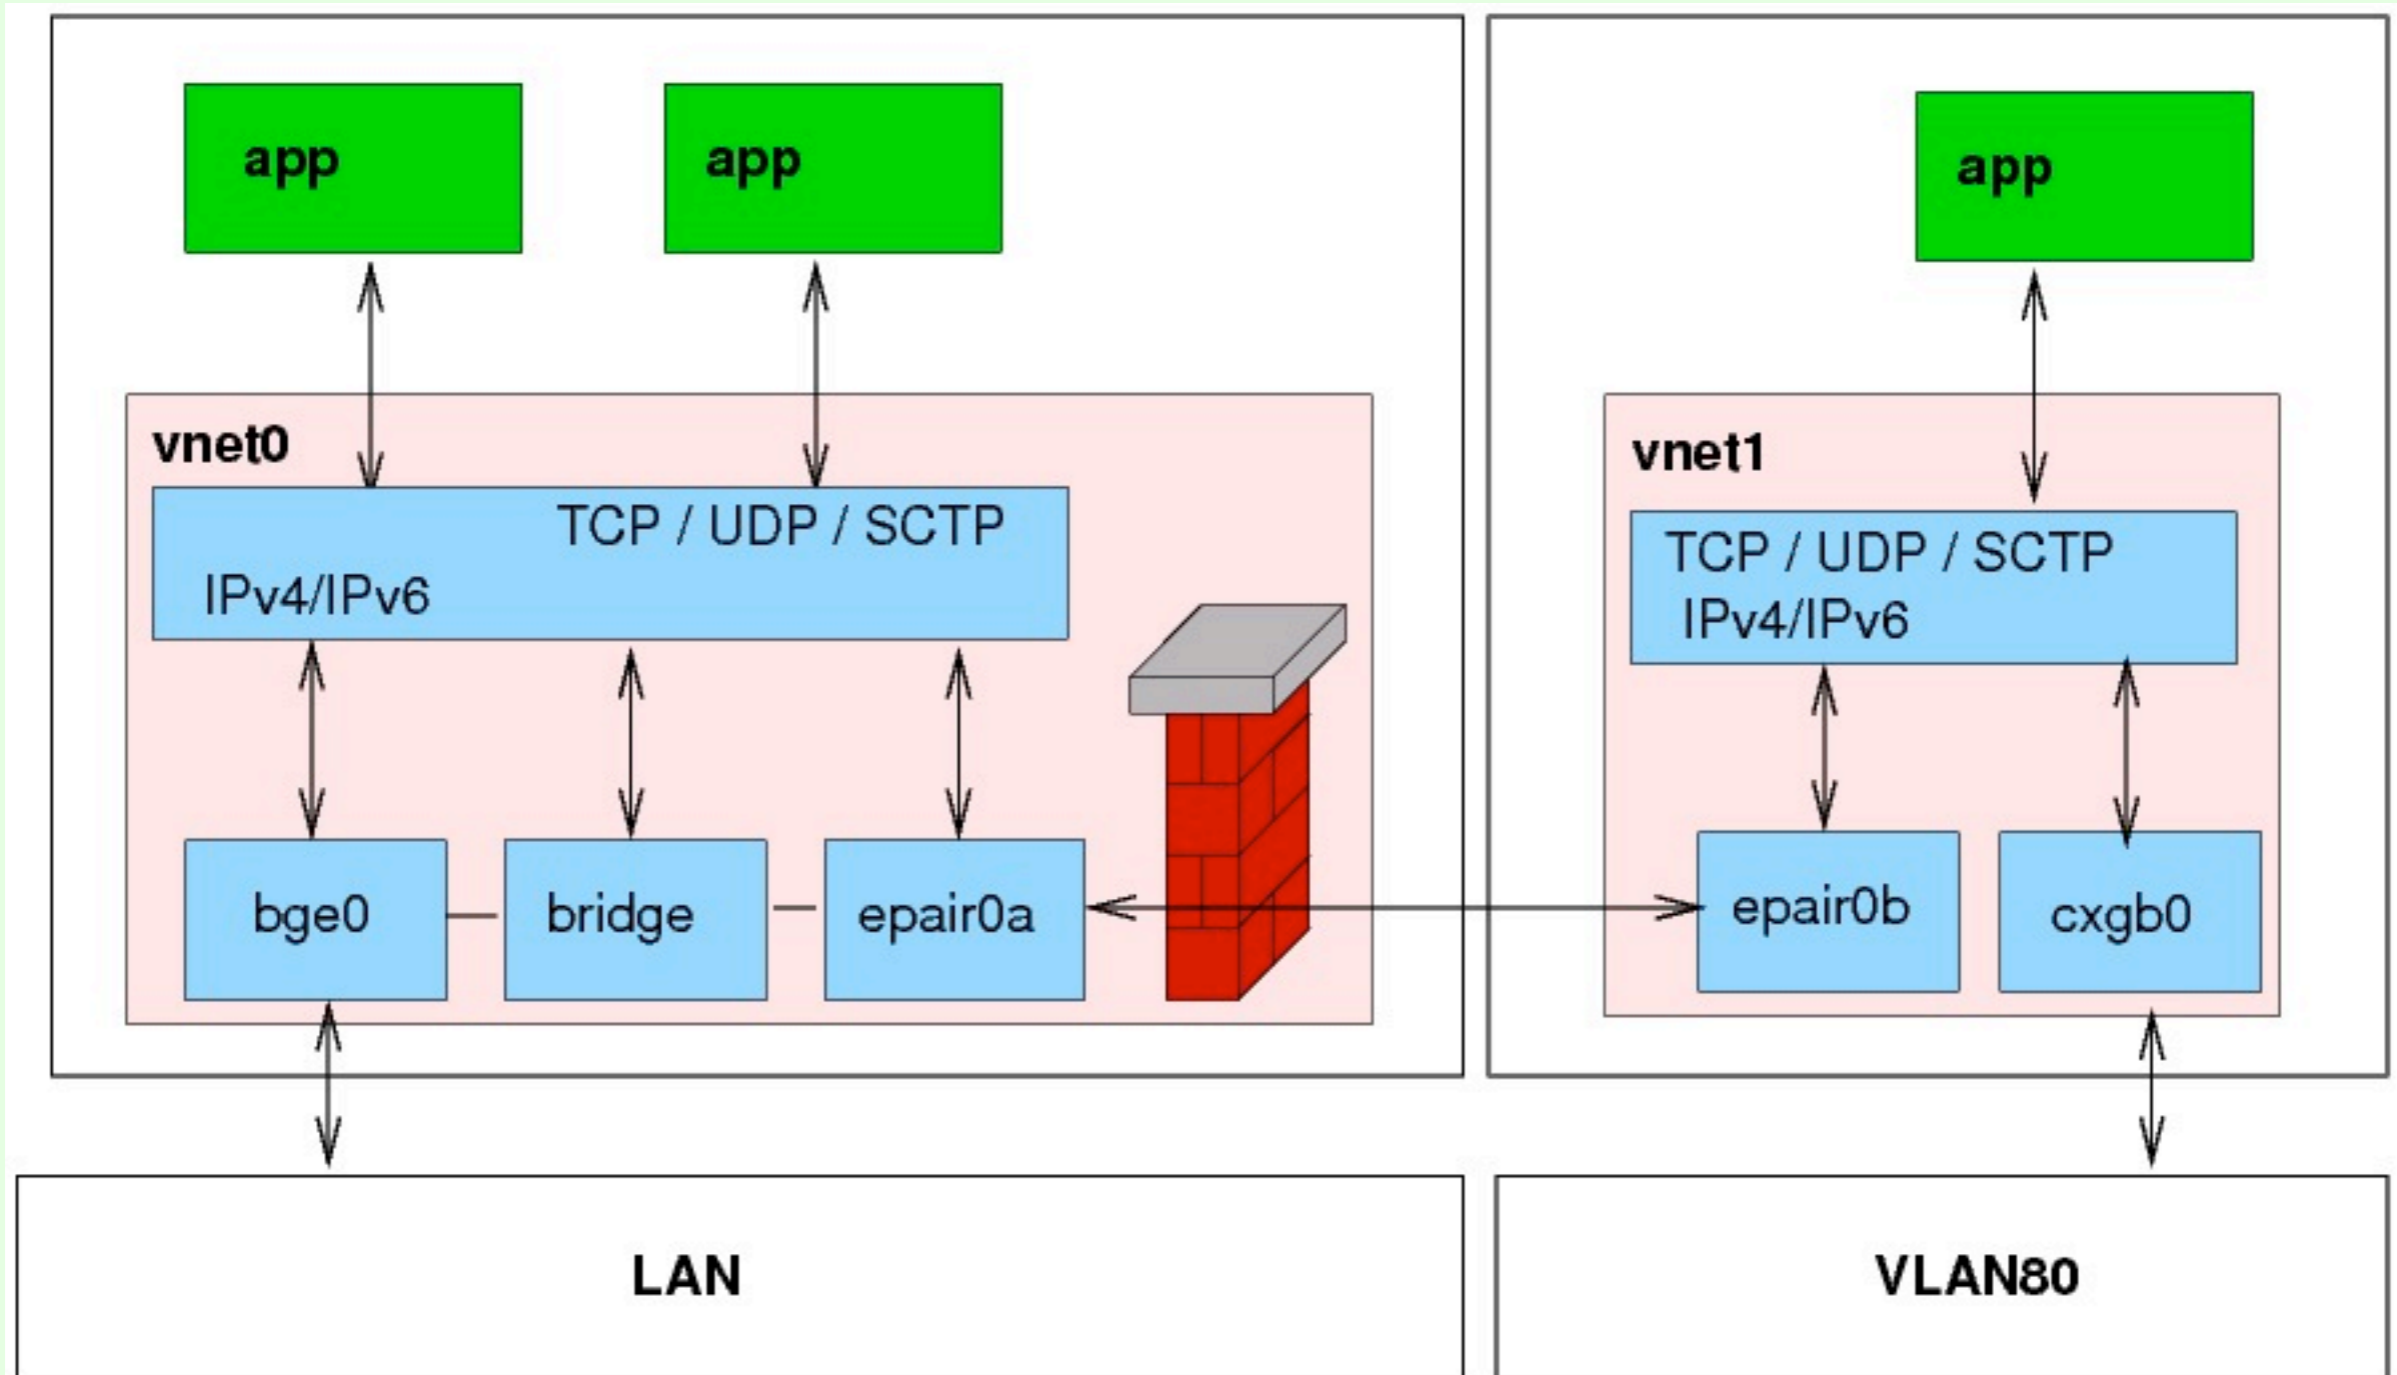 app
app
app
vnet0
TCP / UDP / SCTP
IPv4/IPv6
bge0
bridge
epair0a
vnet1
TCP / UDP / SCTP
IPv4/IPv6
epair0b
cxgb0
LAN
VLAN80